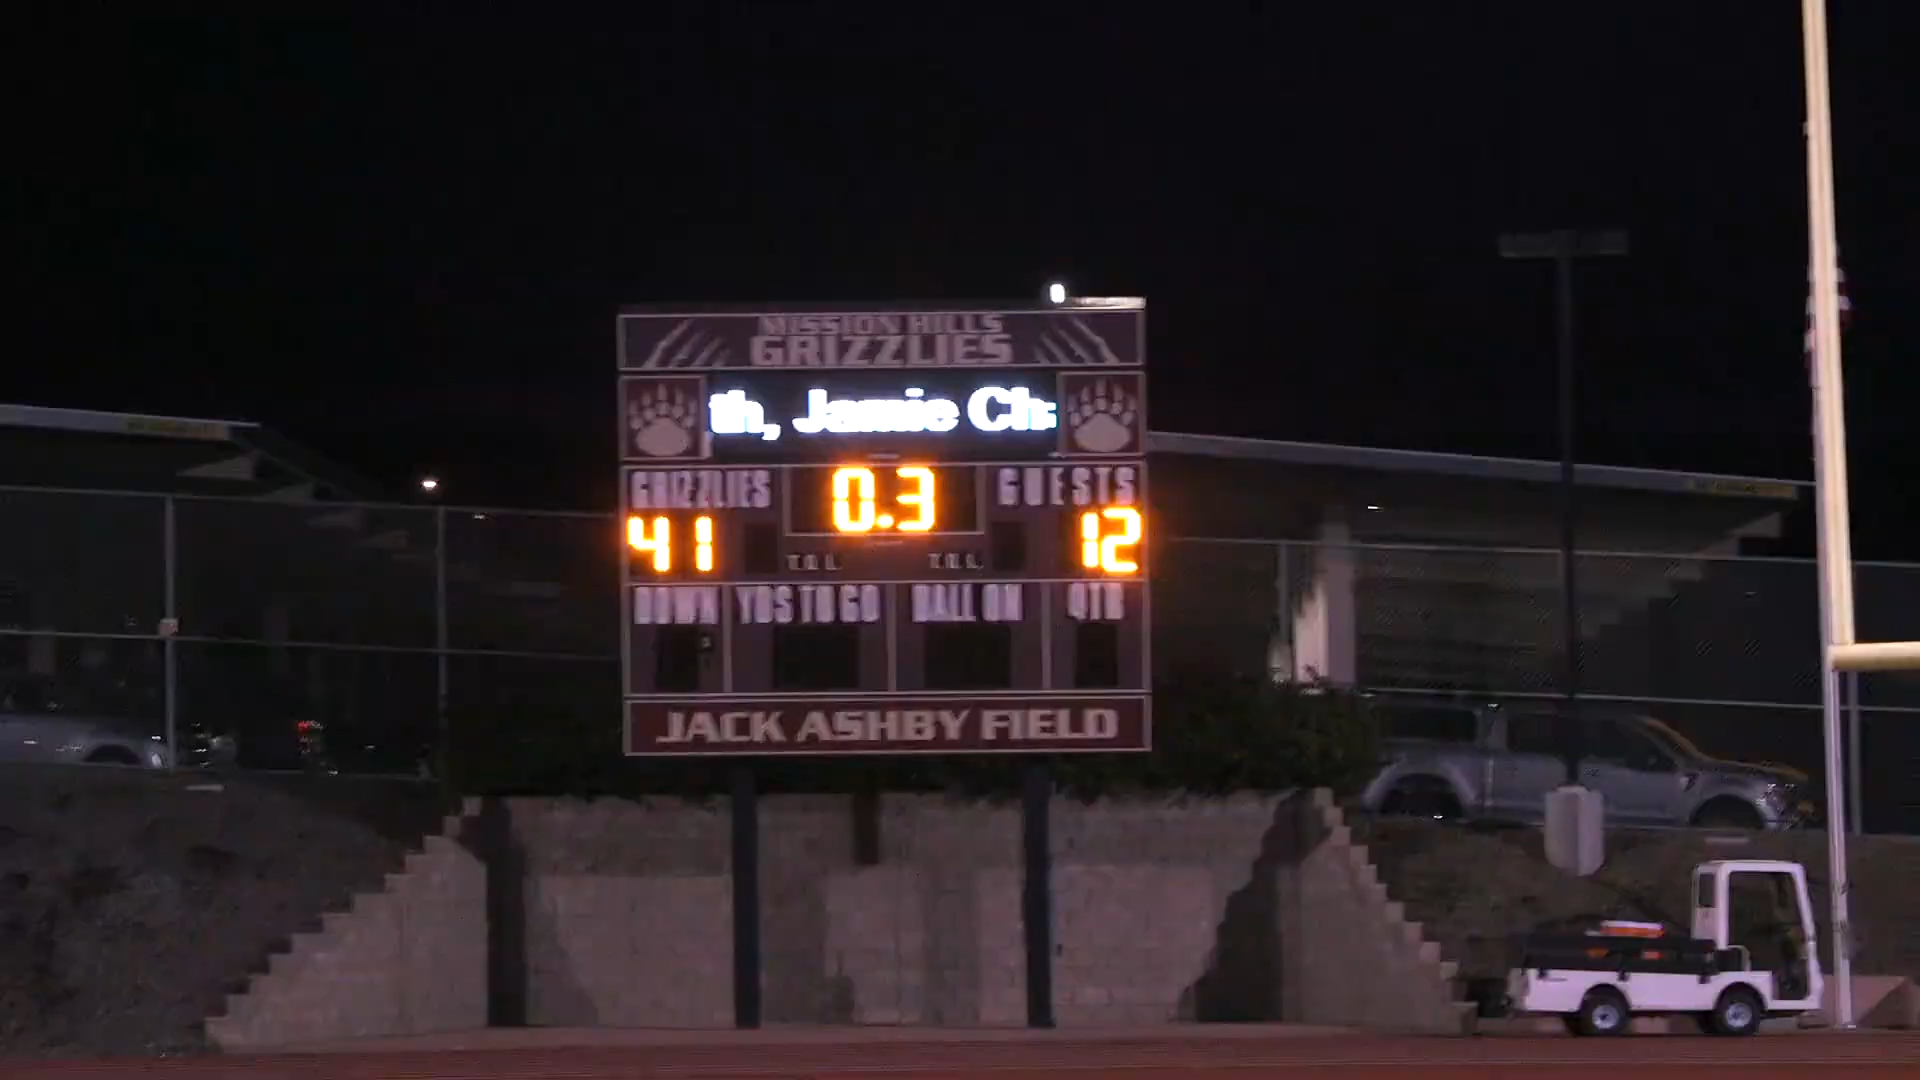 MISSION HILLS
GRIZZLIES
th, Jamie Ch
GRIZZLIES 0.3 GUESTS
41 12
T.O.L. T.O.L.
DOWN YDS TO GO BALL ON QTR
JACK ASHBY FIELD